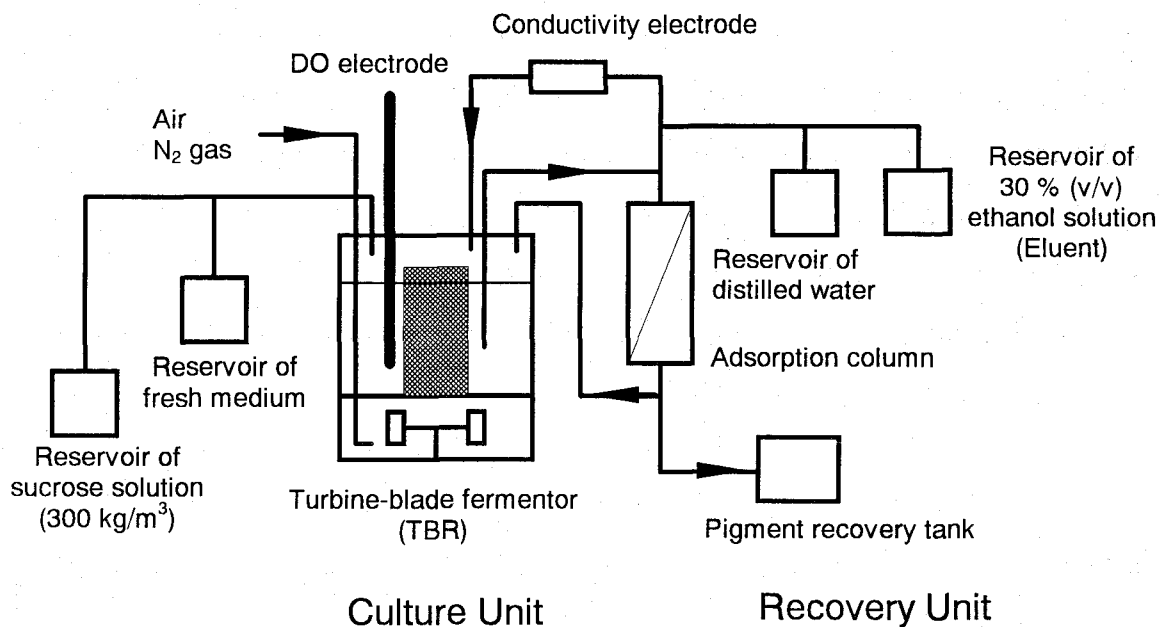 Conductivity electrode
DO electrode
Air
N₂ gas
Reservoir of
30 % (v/v)
ethanol solution
(Eluent)
Reservoir of
distilled water
Adsorption column
Reservoir of
fresh medium
Reservoir of
sucrose solution
(300 kg/m³)
Turbine-blade fermentor
(TBR)
Pigment recovery tank
Culture Unit
Recovery Unit